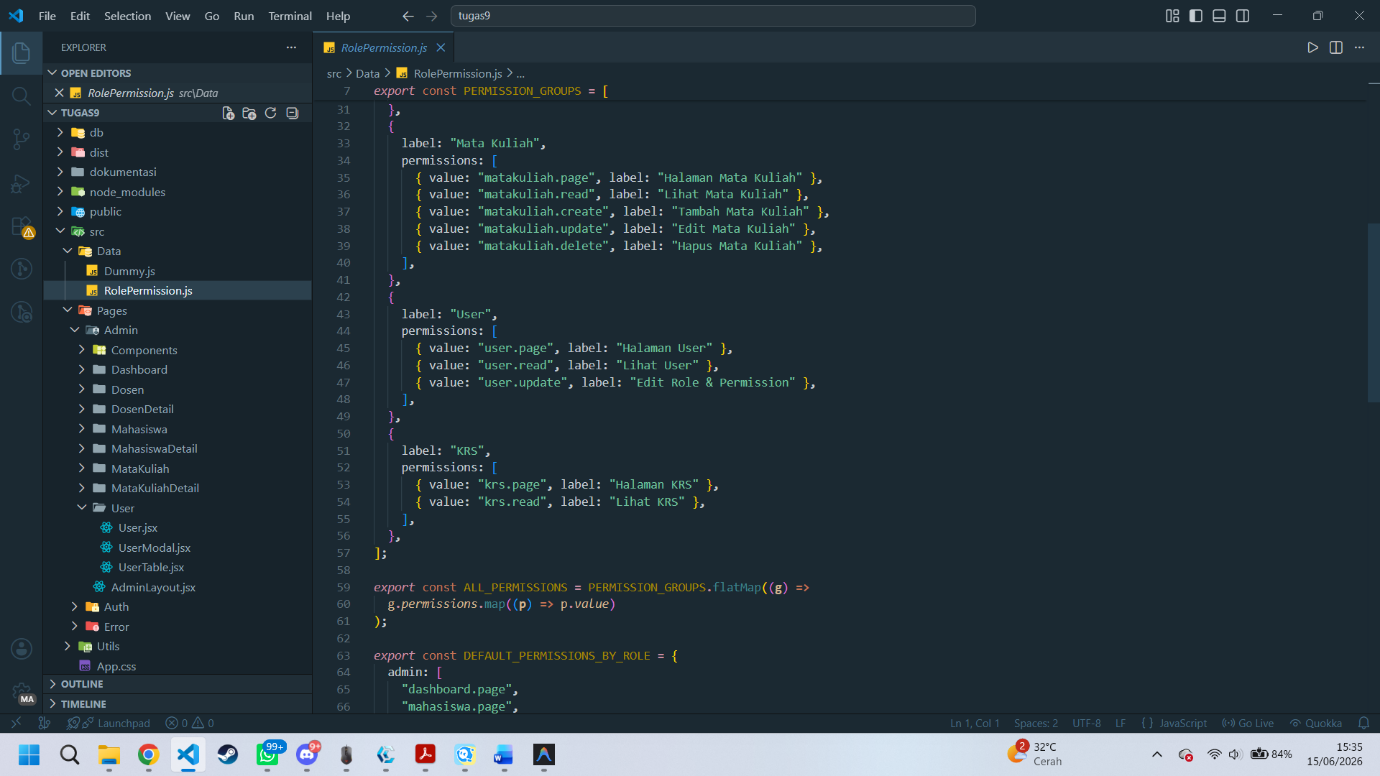 File Edit Selection View Go Run Terminal Help
tugas9
EXPLORER
OPEN EDITORS
RolePermission.js src\Data
TUGAS9
db
dist
dokumentasi
node_modules
public
src
Data
Dummy.js
RolePermission.js
Pages
Admin
Components
Dashboard
Dosen
DosenDetail
Mahasiswa
MahasiswaDetail
MataKuliah
MataKuliahDetail
User
User.jsx
UserModal.jsx
UserTable.jsx
AdminLayout.jsx
Auth
Error
Utils
App.css
OUTLINE
TIMELINE
MA
RolePermission.js
src > Data > RolePermission.js > ...
7 export const PERMISSION_GROUPS = [
31 },
32 {
33 label: "Mata Kuliah",
34 permissions: [
35 { value: "matakuliah.page", label: "Halaman Mata Kuliah" },
36 { value: "matakuliah.read", label: "Lihat Mata Kuliah" },
37 { value: "matakuliah.create", label: "Tambah Mata Kuliah" },
38 { value: "matakuliah.update", label: "Edit Mata Kuliah" },
39 { value: "matakuliah.delete", label: "Hapus Mata Kuliah" },
40 ],
41 },
42 {
43 label: "User",
44 permissions: [
45 { value: "user.page", label: "Halaman User" },
46 { value: "user.read", label: "Lihat User" },
47 { value: "user.update", label: "Edit Role & Permission" },
48 ],
49 },
50 {
51 label: "KRS",
52 permissions: [
53 { value: "krs.page", label: "Halaman KRS" },
54 { value: "krs.read", label: "Lihat KRS" },
55 ],
56 },
57 ];
58
59 export const ALL_PERMISSIONS = PERMISSION_GROUPS.flatMap((g) =>
60 g.permissions.map((p) => p.value)
61 );
62
63 export const DEFAULT_PERMISSIONS_BY_ROLE = {
64 admin: [
65 "dashboard.page",
66 "mahasiswa.page",
Launchpad 0 0 Ln 1, Col 1 Spaces: 2 UTF-8 LF { } JavaScript Go Live Quokka
99+ 9+ 2 32°C Cerah 84% 15:35 15/06/2026